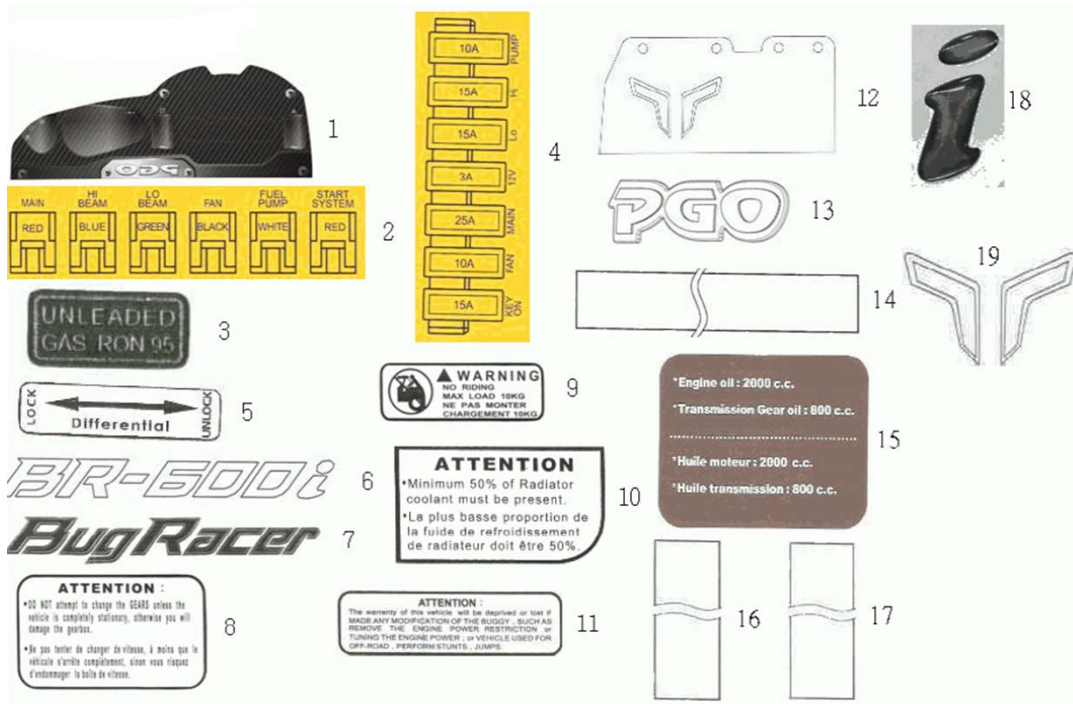 PGO
1
MAIN
HI
BEAM
LO
BEAM
FAN
FUEL
PUMP
START
SYSTEM
RED
BLUE
GREEN
BLACK
WHITE
RED
2
UNLEADED
GAS RON 95
3
10A
PUMP
15A
Hi
15A
Lo
3A
12V
25A
MAIN
10A
FAN
15A
KEY
ON
4
LOCK
Differential
UNLOCK
5
BR-600i
6
BugRacer
7
ATTENTION :
•DO NOT attempt to change the GEARS unless the
vehicle is completely stationary, otherwise you will
damage the gearbox.
•Ne pas tenter de changer de vitesse, à moins que le
véhicule s'arrête complètement, sinon vous risquez
d'endommager la boîte de vitesse.
8
WARNING
NO RIDING
MAX LOAD 10KG
NE PAS MONTER
CHARGEMENT 10KG
9
ATTENTION
•Minimum 50% of Radiator
coolant must be present.
•La plus basse proportion de
la fuide de refroidissement
de radiateur doit être 50%.
10
ATTENTION :
The warranty of this vehicle will be deprived or lost if
MADE ANY MODIFICATION OF THE BUGGY , SUCH AS
REMOVE THE ENGINE POWER RESTRICTION or
TUNING THE ENGINE POWER ; or VEHICLE USED FOR
OFF-ROAD , PERFORM STUNTS , JUMPS.
11
12
PGO
13
14
*Engine oil : 2000 c.c.
*Transmission Gear oil : 800 c.c.
*Huile moteur : 2000 c.c.
*Huile transmission : 800 c.c.
15
16
17
i
18
19